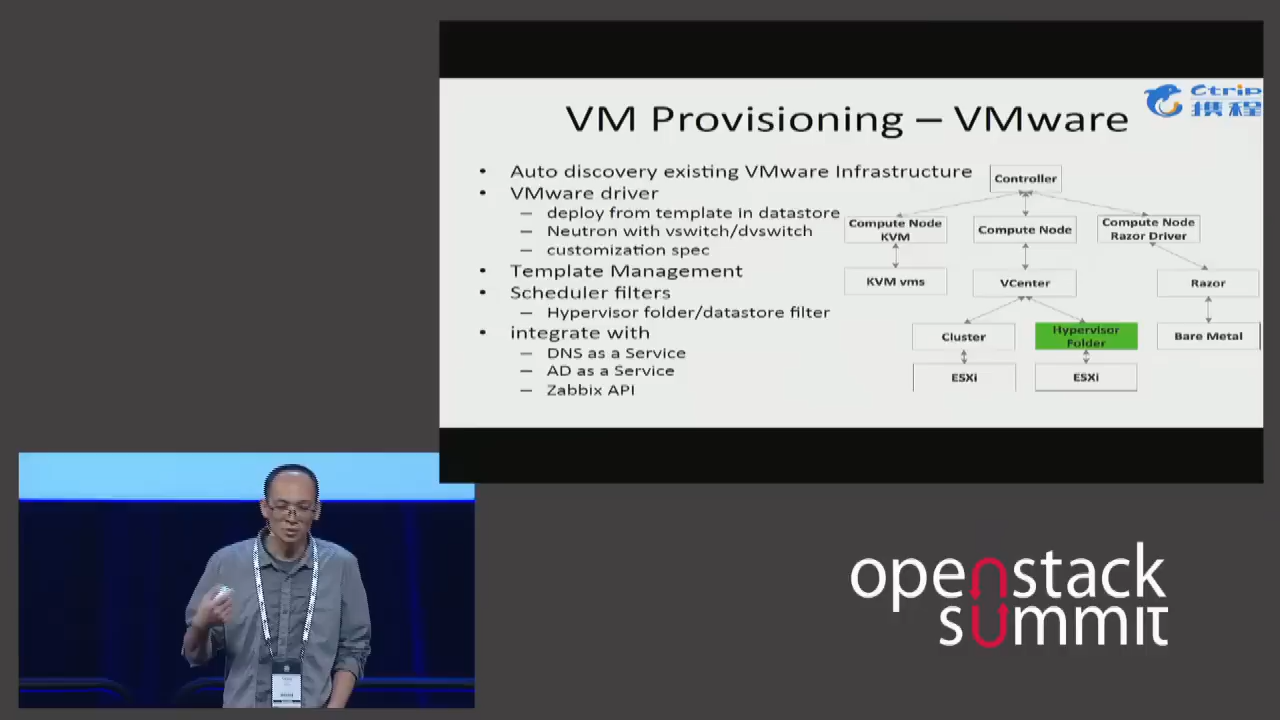 Ctrip
携程
VM Provisioning – VMware
• Auto discovery existing VMware Infrastructure
• VMware driver
– deploy from template in datastore
– Neutron with vswitch/dvswitch
– customization spec
• Template Management
• Scheduler filters
– Hypervisor folder/datastore filter
• integrate with
– DNS as a Service
– AD as a Service
– Zabbix API
Controller
Compute Node
KVM
Compute Node
Compute Node
Razor Driver
KVM vms
VCenter
Razor
Cluster
Hypervisor
Folder
Bare Metal
ESXi
ESXi
openstack
summit